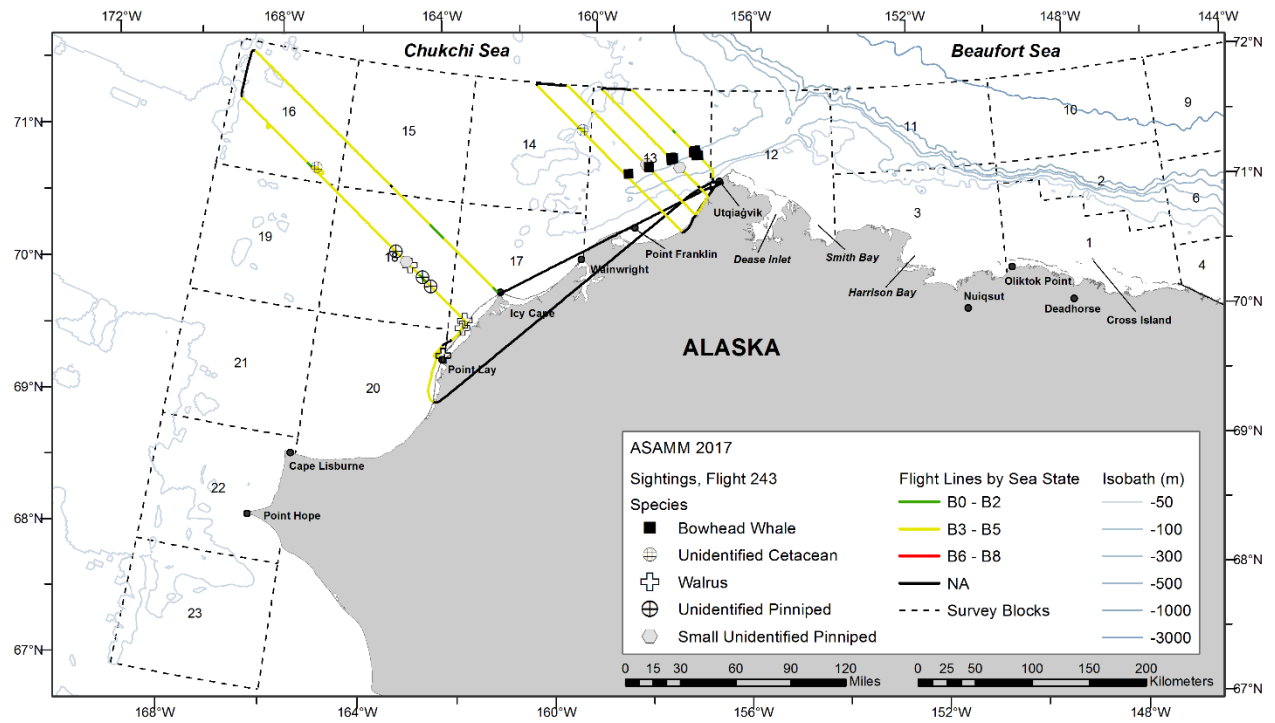 172°W 168°W 164°W 160°W 156°W 152°W 148°W 144°W
Chukchi Sea Beaufort Sea
72°N
71°N
71°N
70°N
70°N
69°N
69°N
68°N
68°N
67°N
67°N
16
15
14
13
12
11
10
9
2
6
3
1
4
19
18
17
21
20
22
23
Utqiaġvik
Point Franklin
Wainwright
Dease Inlet
Smith Bay
Harrison Bay
Oliktok Point
Nuiqsut
Deadhorse
Cross Island
Icy Cape
Point Lay
ALASKA
Cape Lisburne
Point Hope
ASAMM 2017
Sightings, Flight 243
Species
Bowhead Whale
Unidentified Cetacean
Walrus
Unidentified Pinniped
Small Unidentified Pinniped
Flight Lines by Sea State
B0 - B2
B3 - B5
B6 - B8
NA
Survey Blocks
Isobath (m)
-50
-100
-300
-500
-1000
-3000
0 15 30 60 90 120
Miles
0 25 50 100 150 200
Kilometers
168°W 164°W 160°W 156°W 152°W 148°W